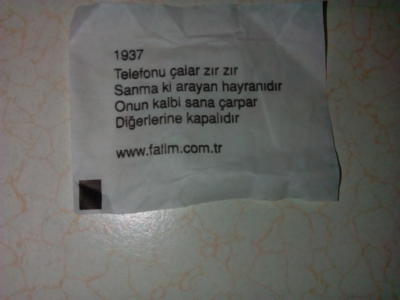 1937
Telefonu çalar zır zır
Sanma ki arayan hayranıdır
Onun kalbi sana çarpar
Diğerlerine kapalıdır
www.falim.com.tr